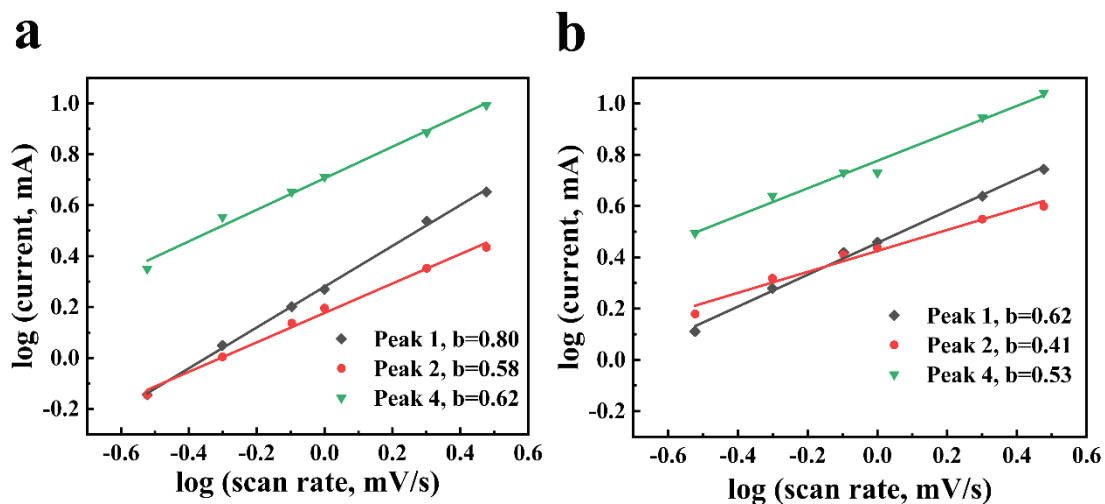 a
1.0
0.8
0.6
0.4
0.2
0.0
-0.2
-0.6
-0.4
-0.2
0.0
0.2
0.4
0.6
log (current, mA)
log (scan rate, mV/s)
Peak 1, b=0.80
Peak 2, b=0.58
Peak 4, b=0.62
b
1.0
0.8
0.6
0.4
0.2
0.0
-0.2
-0.6
-0.4
-0.2
0.0
0.2
0.4
0.6
log (current, mA)
log (scan rate, mV/s)
Peak 1, b=0.62
Peak 2, b=0.41
Peak 4, b=0.53